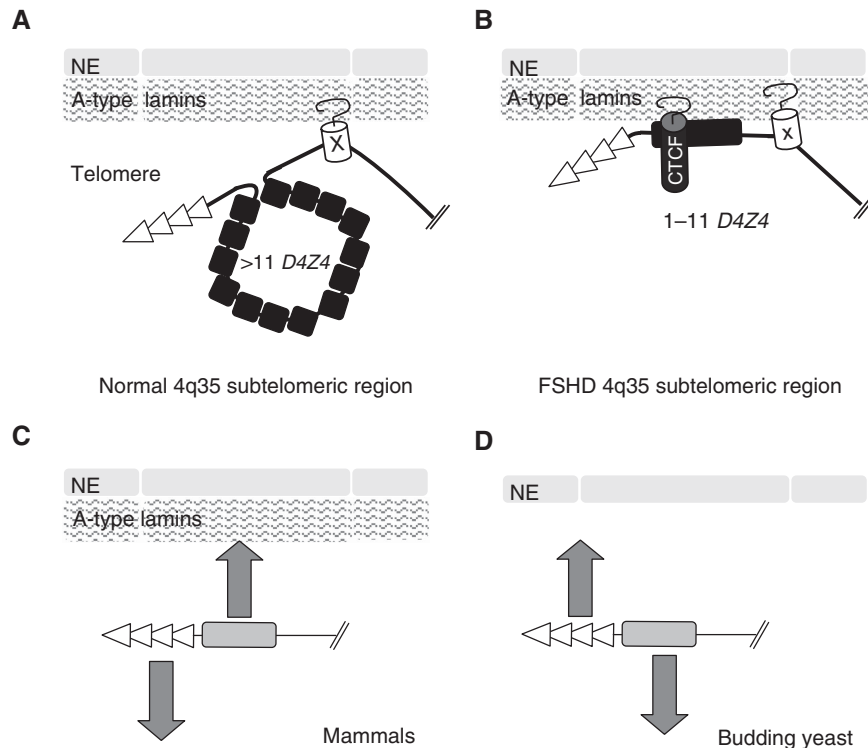 A
NE
A-type lamins
X
Telomere
>11 D4Z4
Normal 4q35 subtelomeric region
B
NE
A-type lamins
X
CTCF
1–11 D4Z4
FSHD 4q35 subtelomeric region
C
NE
A-type lamins
Mammals
D
NE
Budding yeast